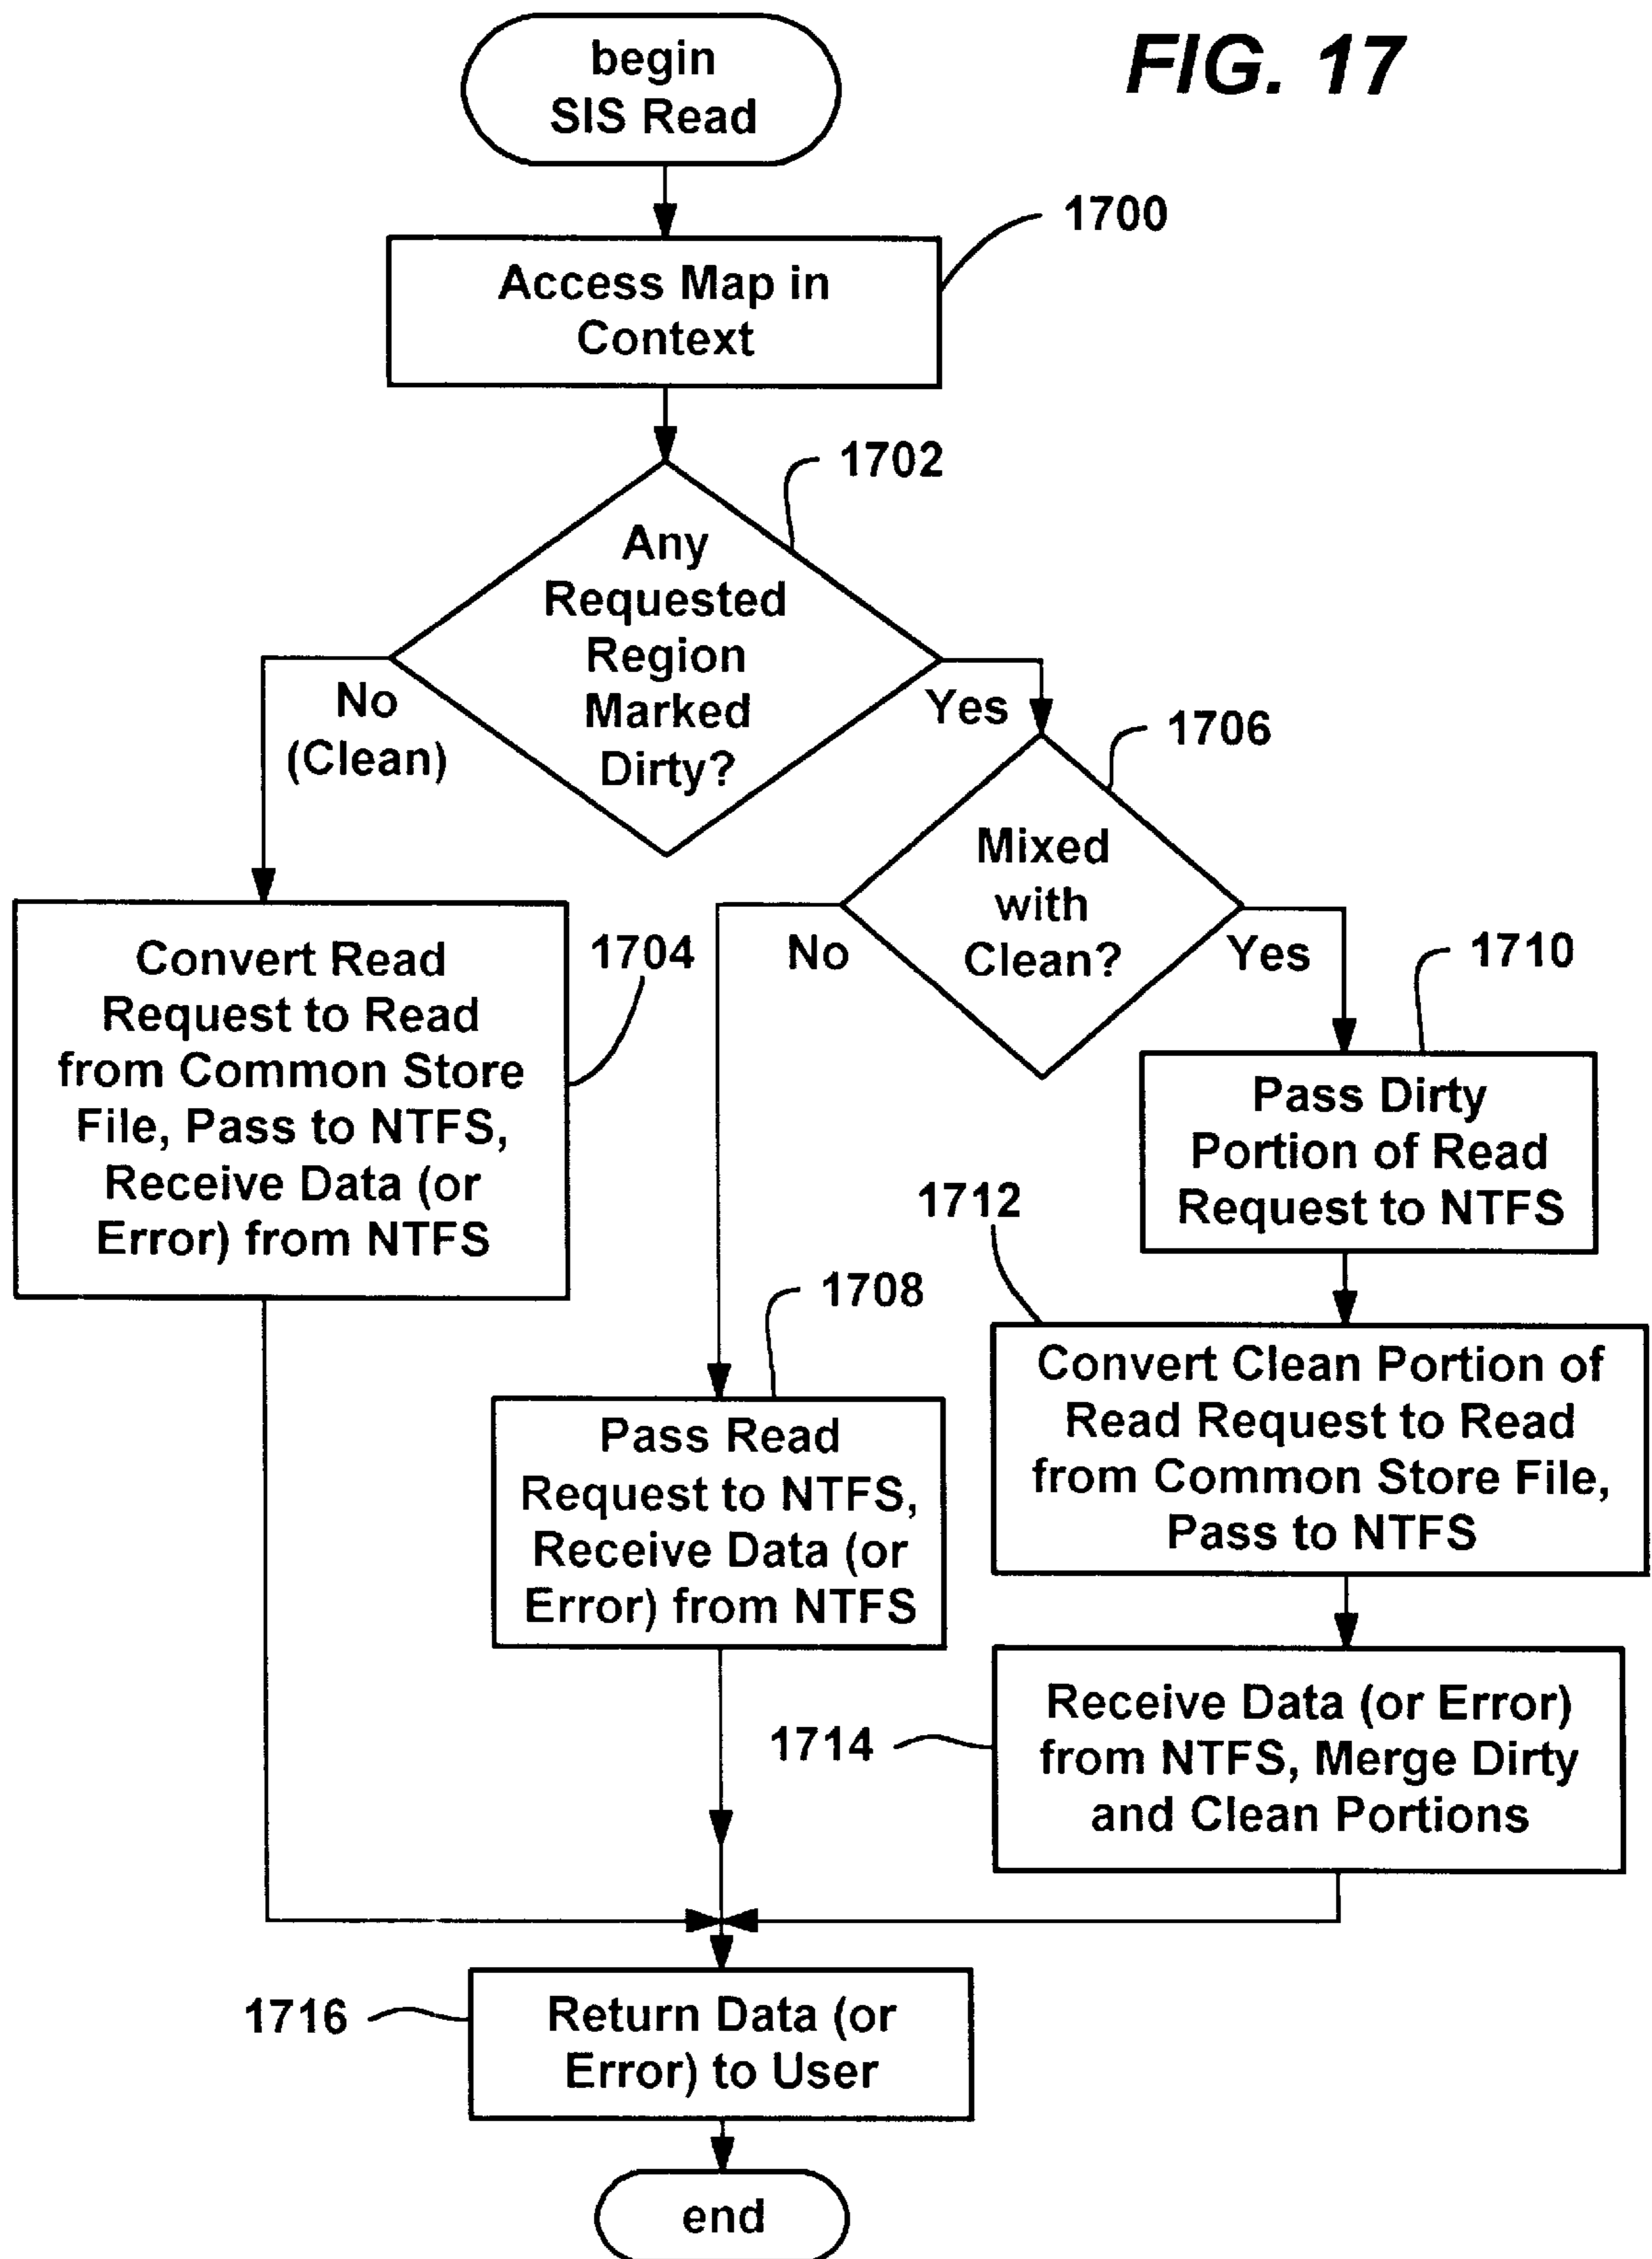 FIG. 17
begin
SIS Read
1700
Access Map in
Context
1702
Any
Requested
Region
Marked
Dirty?
No
(Clean)
Yes
1706
Mixed
with
Clean?
No
Yes
1704
Convert Read
Request to Read
from Common Store
File, Pass to NTFS,
Receive Data (or
Error) from NTFS
1710
Pass Dirty
Portion of Read
Request to NTFS
1712
Convert Clean Portion of
Read Request to Read
from Common Store File,
Pass to NTFS
1708
Pass Read
Request to NTFS,
Receive Data (or
Error) from NTFS
1714
Receive Data (or Error)
from NTFS, Merge Dirty
and Clean Portions
1716
Return Data (or
Error) to User
end